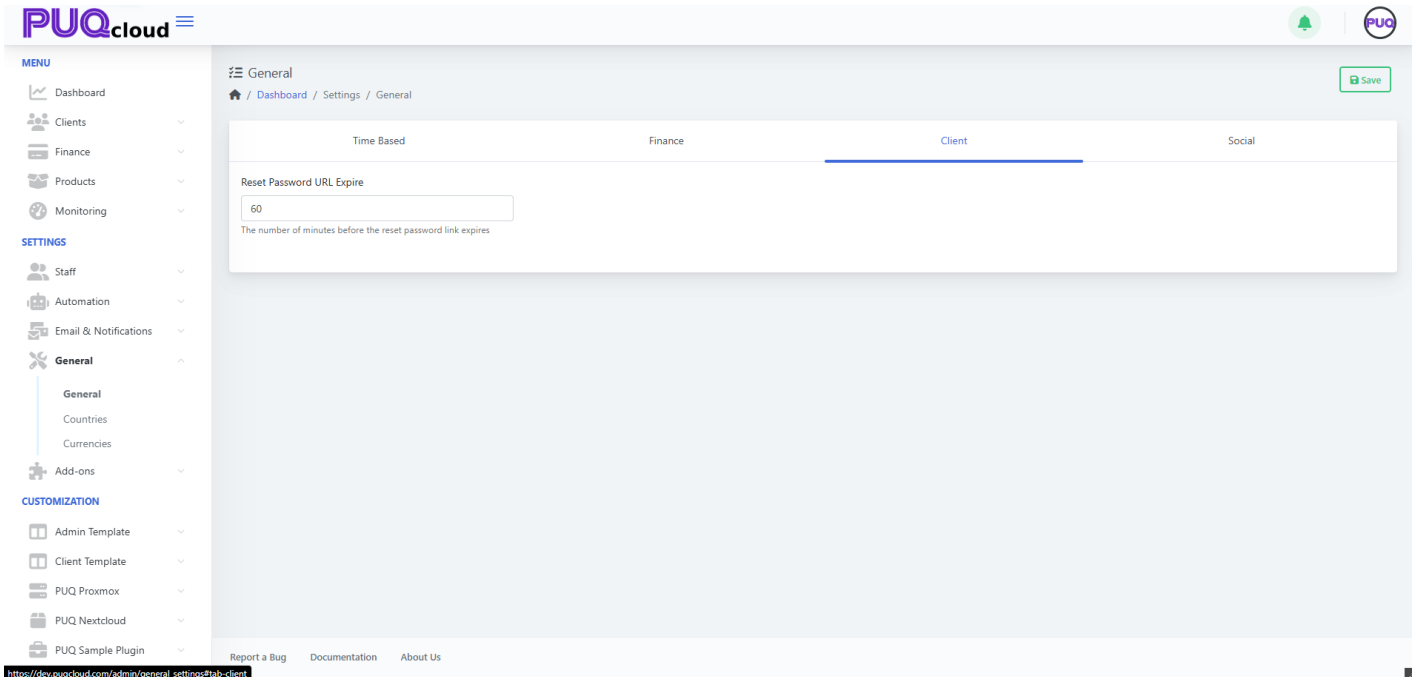 PUQcloud
PUQ
MENU
Dashboard
Clients
Finance
Products
Monitoring
SETTINGS
Staff
Automation
Email & Notifications
General
General
Countries
Currencies
Add-ons
CUSTOMIZATION
Admin Template
Client Template
PUQ Proxmox
PUQ Nextcloud
PUQ Sample Plugin
General
/ Dashboard / Settings / General
Save
Time Based Finance Client Social
Reset Password URL Expire
60
The number of minutes before the reset password link expires
Report a Bug Documentation About Us
https://dev.puqcloud.com/admin/general_settings#tab-client